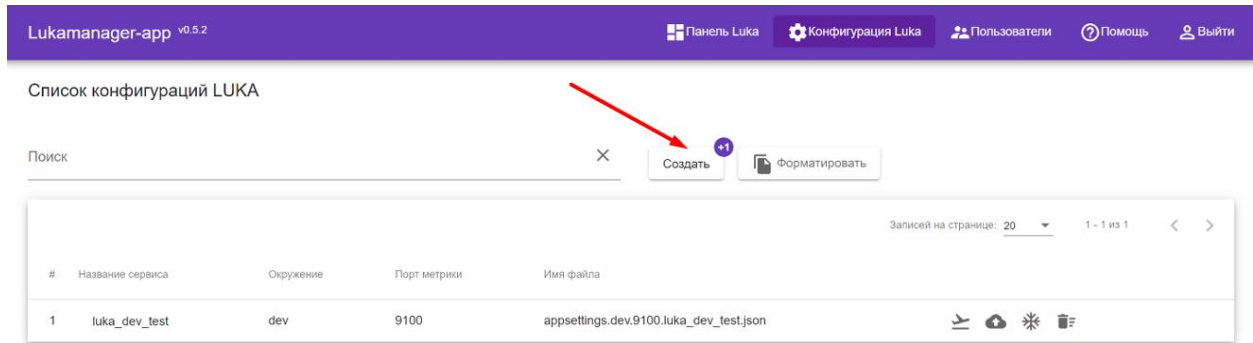 Lukamanager-app v0.5.2 Панель Luka Конфигурация Luka Пользователи Помощь Выйти
Список конфигураций LUKA
Поиск Создать +1 Форматировать
Записей на странице: 20 1 - 1 из 1
# Название сервиса Окружение Порт метрики Имя файла
1 luka_dev_test dev 9100 appsettings.dev.9100.luka_dev_test.json